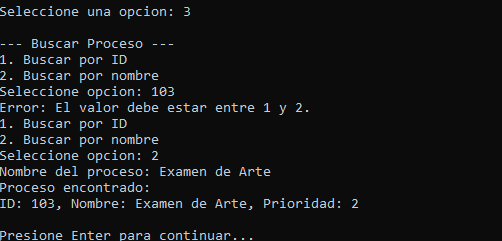 Seleccione una opcion: 3
--- Buscar Proceso ---
1. Buscar por ID
2. Buscar por nombre
Seleccione opcion: 103
Error: El valor debe estar entre 1 y 2.
1. Buscar por ID
2. Buscar por nombre
Seleccione opcion: 2
Nombre del proceso: Examen de Arte
Proceso encontrado:
ID: 103, Nombre: Examen de Arte, Prioridad: 2
Presione Enter para continuar...